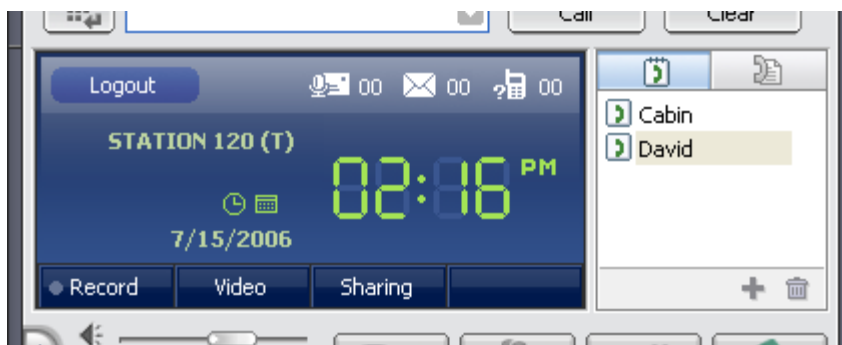 Call Clear
Logout 00 00 ? 00
STATION 120 (T)
02:16 PM
7/15/2006
Record Video Sharing
Cabin
David